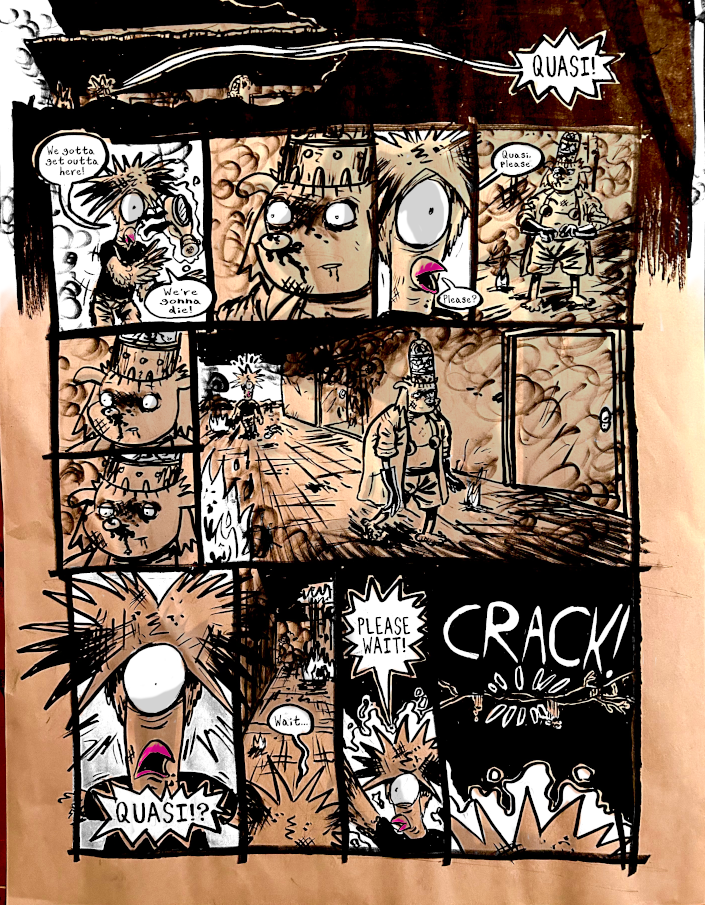 QUASI!
We gotta
get outta
here!
We're
gonna
die!
Please?
Quasi,
please
QUASI!?
Wait...
PLEASE
WAIT!
CRACK!